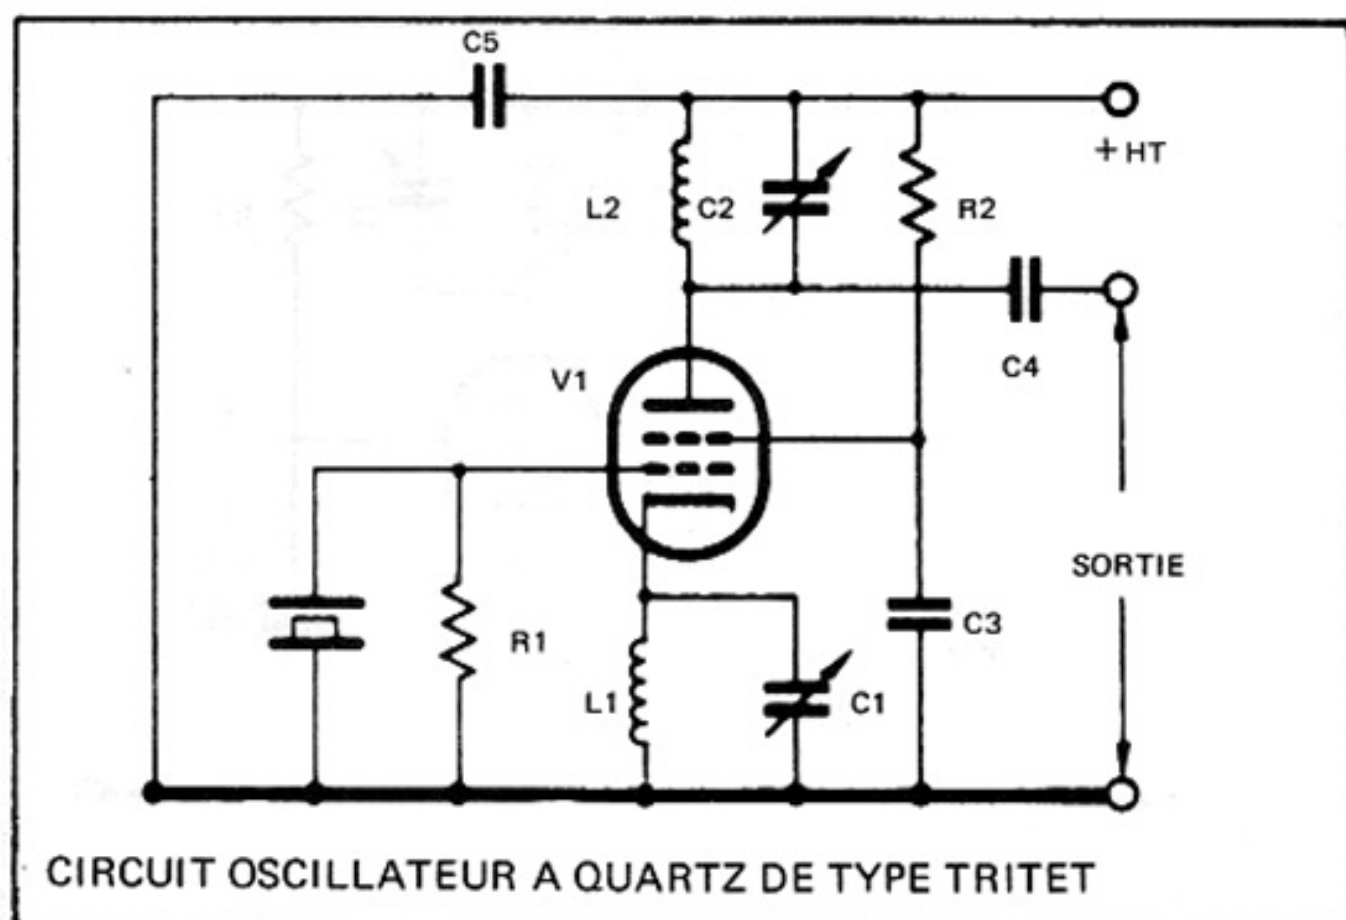 C5
+ HT
L2
C2
R2
C4
V1
SORTIE
R1
C3
L1
C1
CIRCUIT OSCILLATEUR A QUARTZ DE TYPE TRITET